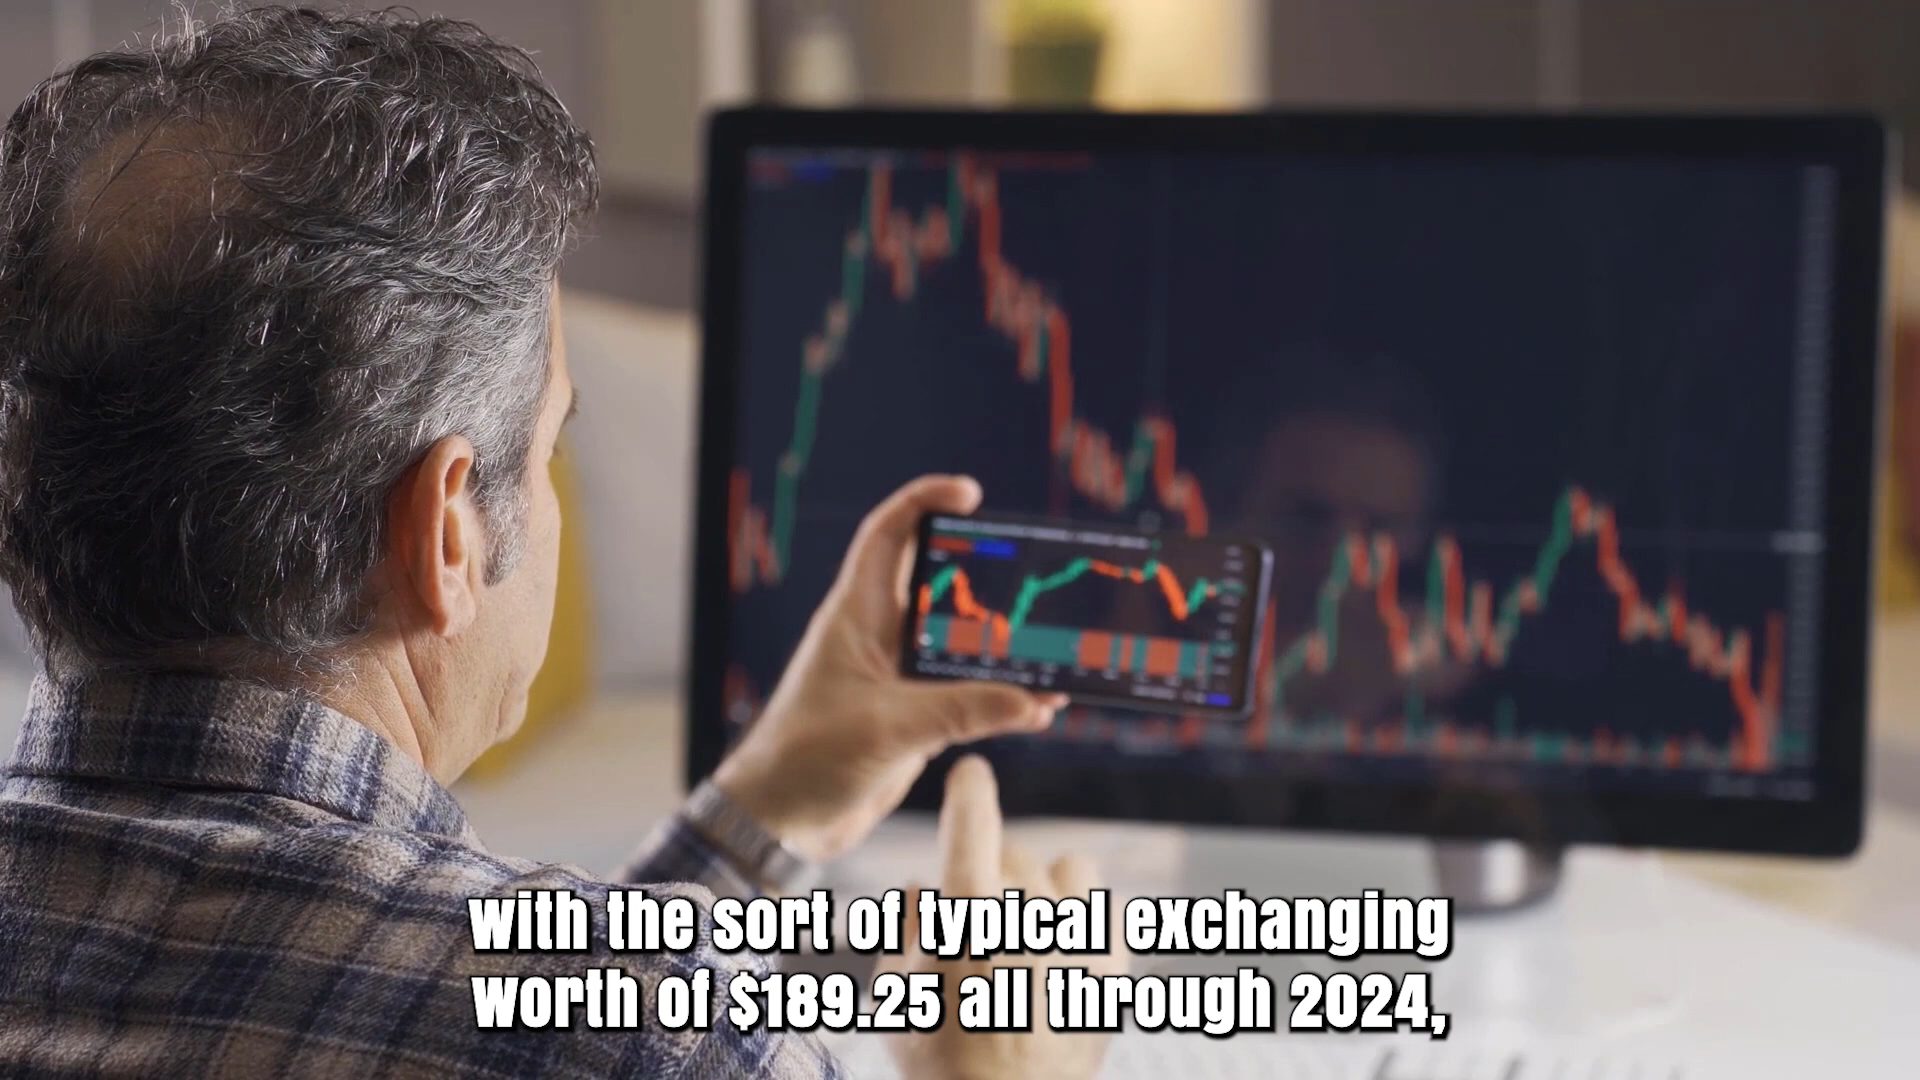 with the sort of typical exchanging
worth of $189.25 all through 2024,